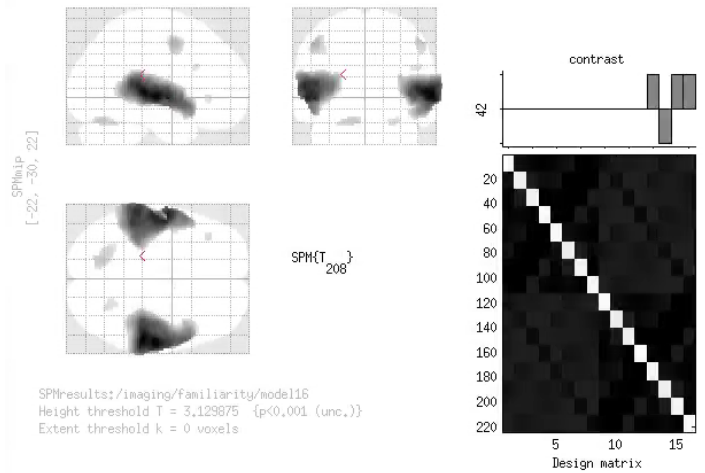 contrast
42
SPMmip
[-22, -30, 22]
<
<
<
SPM{T
208
}
20
40
60
80
100
120
140
160
180
200
220
5
10
15
Design matrix
SPMresults:/imaging/familiarity/model16
Height threshold T = 3.129875 {p<0.001 (unc.)}
Extent threshold k = 0 voxels